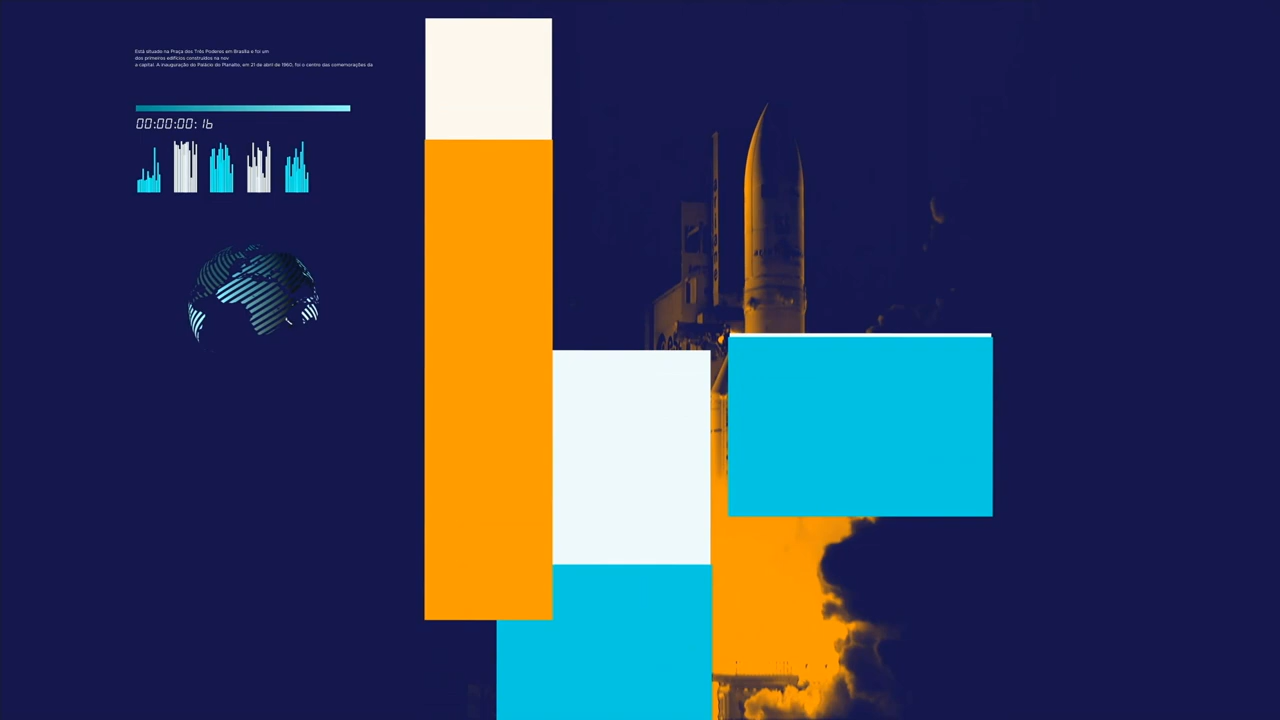 Está situado na Praça dos Três Poderes em Brasília e foi um
dos primeiros edifícios construídos na nov
a capital. A inauguração do Palácio do Planalto, em 21 de abril de 1960, foi o centro das comemorações da
00:00:00:16